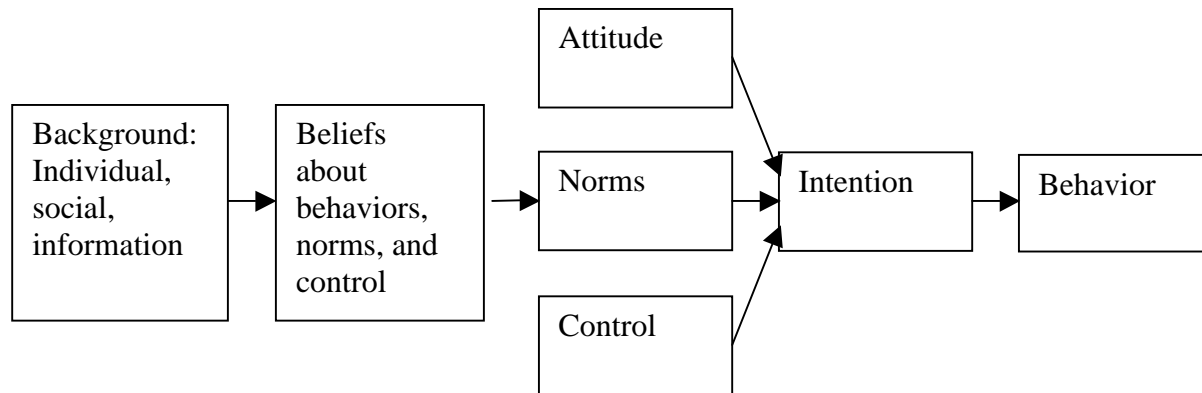 Background:
Individual,
social,
information
Beliefs
about
behaviors,
norms, and
control
Attitude
Norms
Control
Intention
Behavior